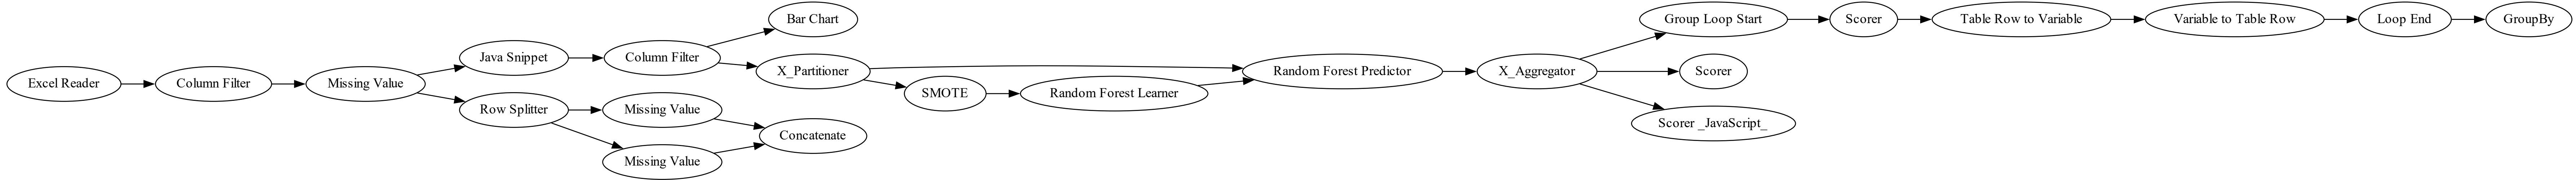 Excel Reader
Column Filter
Missing Value
Java Snippet
Row Splitter
Column Filter
Missing Value
Missing Value
Bar Chart
X_Partitioner
Concatenate
SMOTE
Random Forest Learner
Random Forest Predictor
X_Aggregator
Group Loop Start
Scorer
Scorer _JavaScript_
Scorer
Table Row to Variable
Variable to Table Row
Loop End
GroupBy